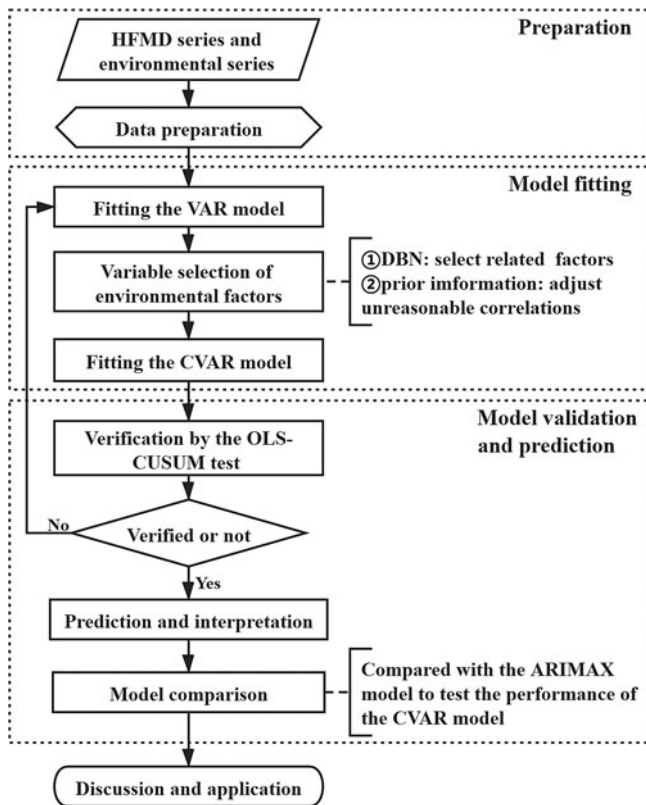 HFMD series and
environmental series
Preparation
Data preparation
Model fitting
Fitting the VAR model
Variable selection of
environmental factors
①DBN: select related factors
②prior imformation: adjust
unreasonable correlations
Fitting the CVAR model
Model validation
and prediction
Verification by the OLS-
CUSUM test
No
Verified or not
Yes
Prediction and interpretation
Model comparison
Compared with the ARIMAX
model to test the performance of
the CVAR model
Discussion and application